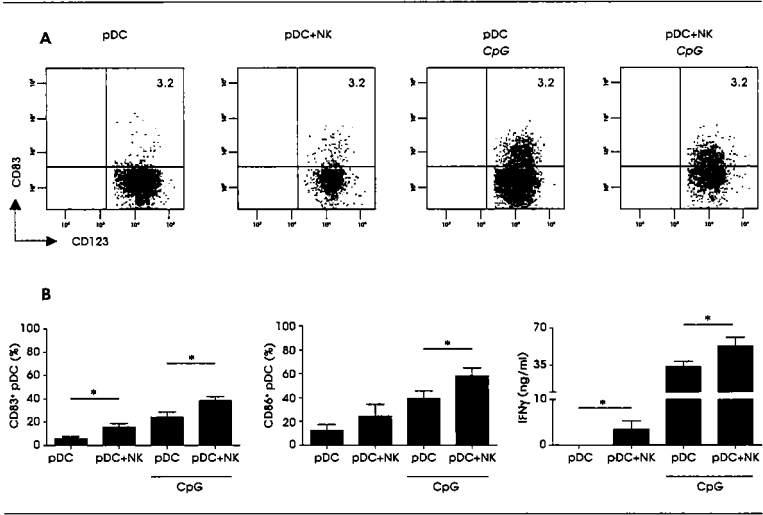 A
pDC
pDC+NK
pDC
CpG
pDC+NK
CpG
3.2
3.2
3.2
3.2
CD83
CD123
B
CD83+ pDC (%)
100
80
60
40
20
0
*
*
pDC
pDC+NK
pDC
pDC+NK
CpG
CD86+ pDC (%)
100
80
60
40
20
0
*
pDC
pDC+NK
pDC
pDC+NK
CpG
IFNγ (ng/ml)
70
35
10
0
*
*
pDC
pDC+NK
pDC
pDC+NK
CpG